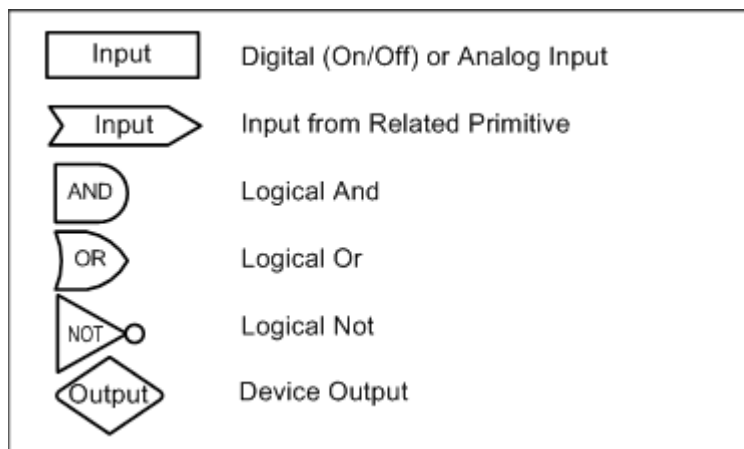 Input Digital (On/Off) or Analog Input
Input Input from Related Primitive
AND Logical And
OR Logical Or
NOT Logical Not
Output Device Output